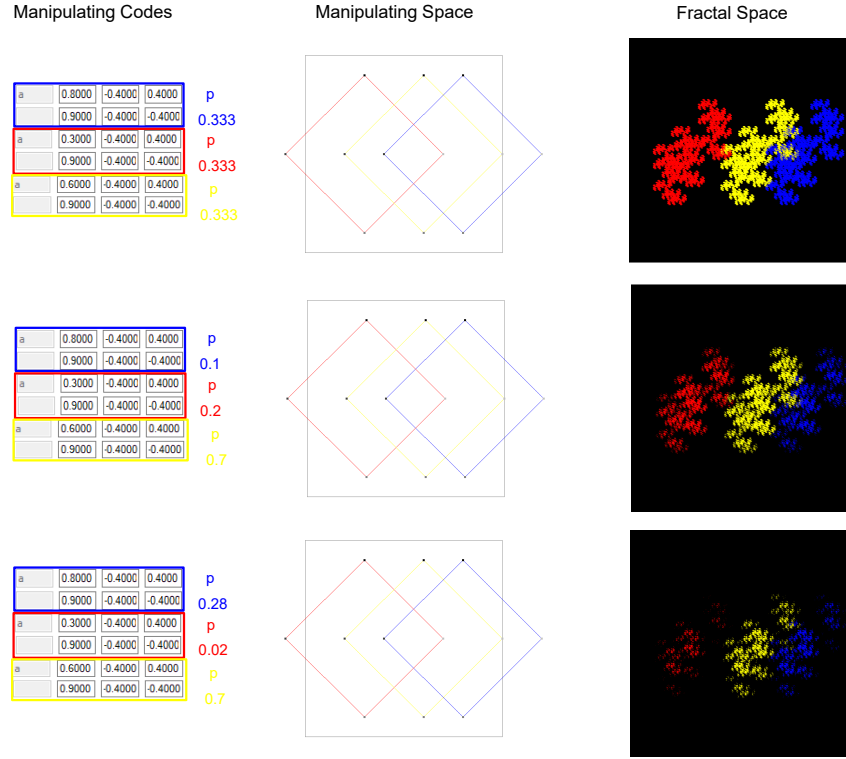 Manipulating Codes Manipulating Space Fractal Space
a 0.8000 -0.4000 0.4000 p
0.9000 -0.4000 -0.4000 0.333
a 0.3000 -0.4000 0.4000 p
0.9000 -0.4000 -0.4000 0.333
a 0.6000 -0.4000 0.4000 p
0.9000 -0.4000 -0.4000 0.333
a 0.8000 -0.4000 0.4000 p
0.9000 -0.4000 -0.4000 0.1
a 0.3000 -0.4000 0.4000 p
0.9000 -0.4000 -0.4000 0.2
a 0.6000 -0.4000 0.4000 p
0.9000 -0.4000 -0.4000 0.7
a 0.8000 -0.4000 0.4000 p
0.9000 -0.4000 -0.4000 0.28
a 0.3000 -0.4000 0.4000 p
0.9000 -0.4000 -0.4000 0.02
a 0.6000 -0.4000 0.4000 p
0.9000 -0.4000 -0.4000 0.7